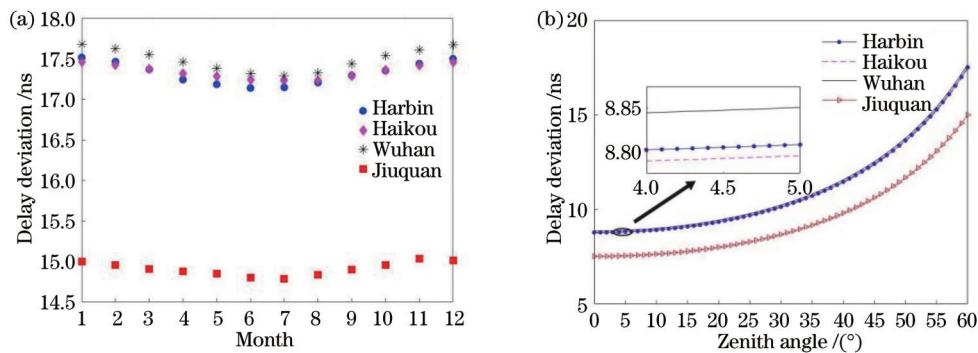 (a)
Delay deviation /ns
18.0
17.5
17.0
16.5
16.0
15.5
15.0
14.5
Harbin
Haikou
Wuhan
Jiuquan
1 2 3 4 5 6 7 8 9 10 11 12
Month
(b)
Delay deviation /ns
20
15
10
5
Harbin
Haikou
Wuhan
Jiuquan
8.85
8.80
4.0 4.5 5.0
0 5 10 15 20 25 30 35 40 45 50 55 60
Zenith angle /(°)